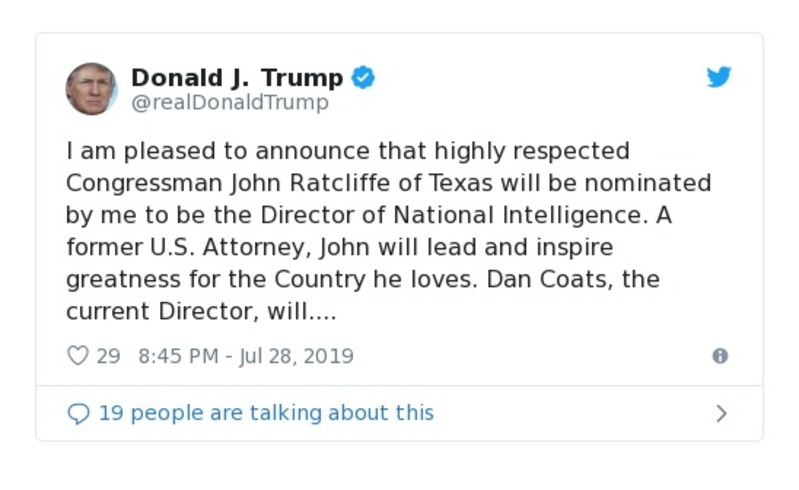 Donald J. Trump
@realDonaldTrump
I am pleased to announce that highly respected
Congressman John Ratcliffe of Texas will be nominated
by me to be the Director of National Intelligence. A
former U.S. Attorney, John will lead and inspire
greatness for the Country he loves. Dan Coats, the
current Director, will....
29 8:45 PM - Jul 28, 2019
19 people are talking about this